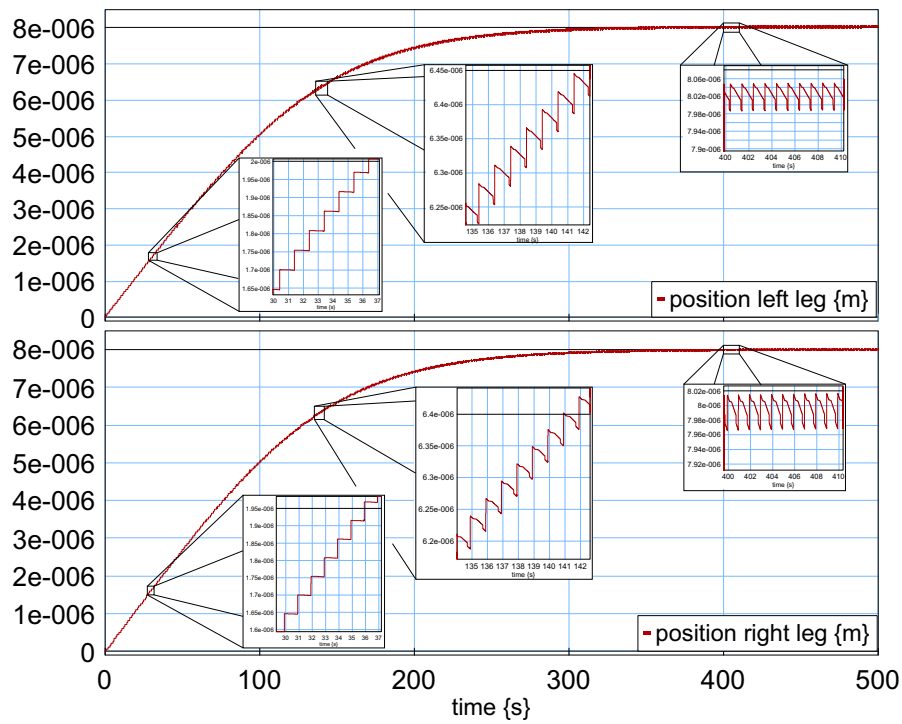 8e-006
7e-006
6e-006
5e-006
4e-006
3e-006
2e-006
1e-006
0
6.45e-006
6.4e-006
6.35e-006
6.3e-006
6.25e-006
135 136 137 138 139 140 141 142
time {s}
8.06e-006
8.02e-006
7.98e-006
7.94e-006
7.9e-006
400 402 404 406 408 410
time {s}
2e-006
1.95e-006
1.9e-006
1.85e-006
1.8e-006
1.75e-006
1.7e-006
1.65e-006
30 31 32 33 34 35 36 37
time {s}
position left leg {m}
8e-006
7e-006
6e-006
5e-006
4e-006
3e-006
2e-006
1e-006
0
6.4e-006
6.35e-006
6.3e-006
6.25e-006
6.2e-006
135 136 137 138 139 140 141 142
time {s}
8.02e-006
8e-006
7.98e-006
7.96e-006
7.94e-006
7.92e-006
400 402 404 406 408 410
time {s}
1.95e-006
1.9e-006
1.85e-006
1.8e-006
1.75e-006
1.7e-006
1.65e-006
1.6e-006
30 31 32 33 34 35 36 37
time {s}
position right leg {m}
0 100 200 300 400 500
time {s}